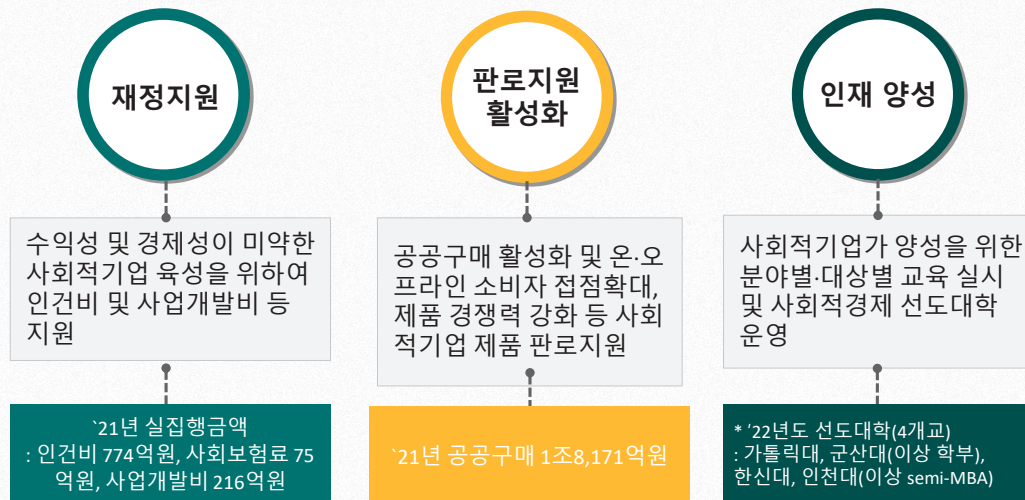 재정지원
수익성 및 경제성이 미약한
사회적기업 육성을 위하여
인건비 및 사업개발비 등
지원
`21년 실집행금액
: 인건비 774억원, 사회보험료 75
억원, 사업개발비 216억원
판로지원
활성화
공공구매 활성화 및 온·오
프라인 소비자 접점확대,
제품 경쟁력 강화 등 사회
적기업 제품 판로지원
`21년 공공구매 1조8,171억원
인재 양성
사회적기업가 양성을 위한
분야별·대상별 교육 실시
및 사회적경제 선도대학
운영
* '22년도 선도대학(4개교)
: 가톨릭대, 군산대(이상 학부),
한신대, 인천대(이상 semi-MBA)